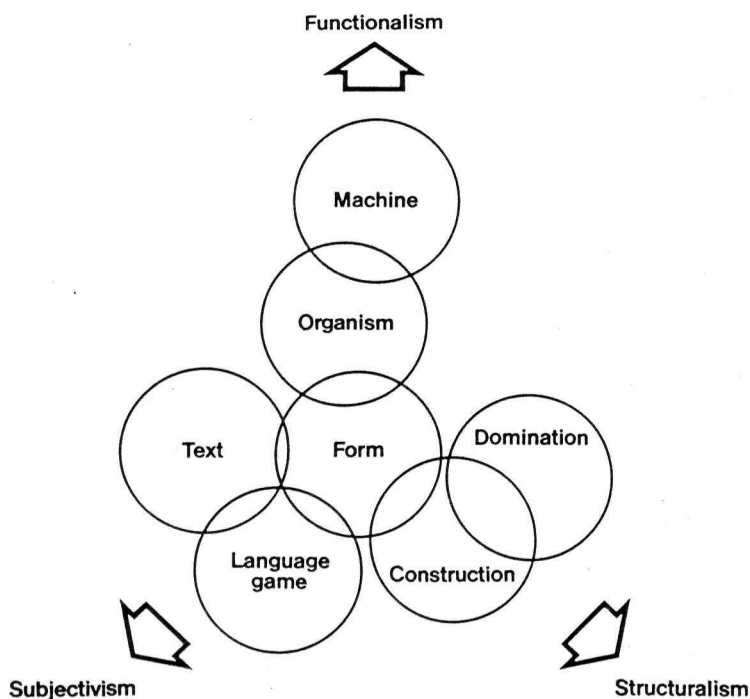 Functionalism
Machine
Organism
Text
Form
Domination
Language
game
Construction
Subjectivism
Structuralism